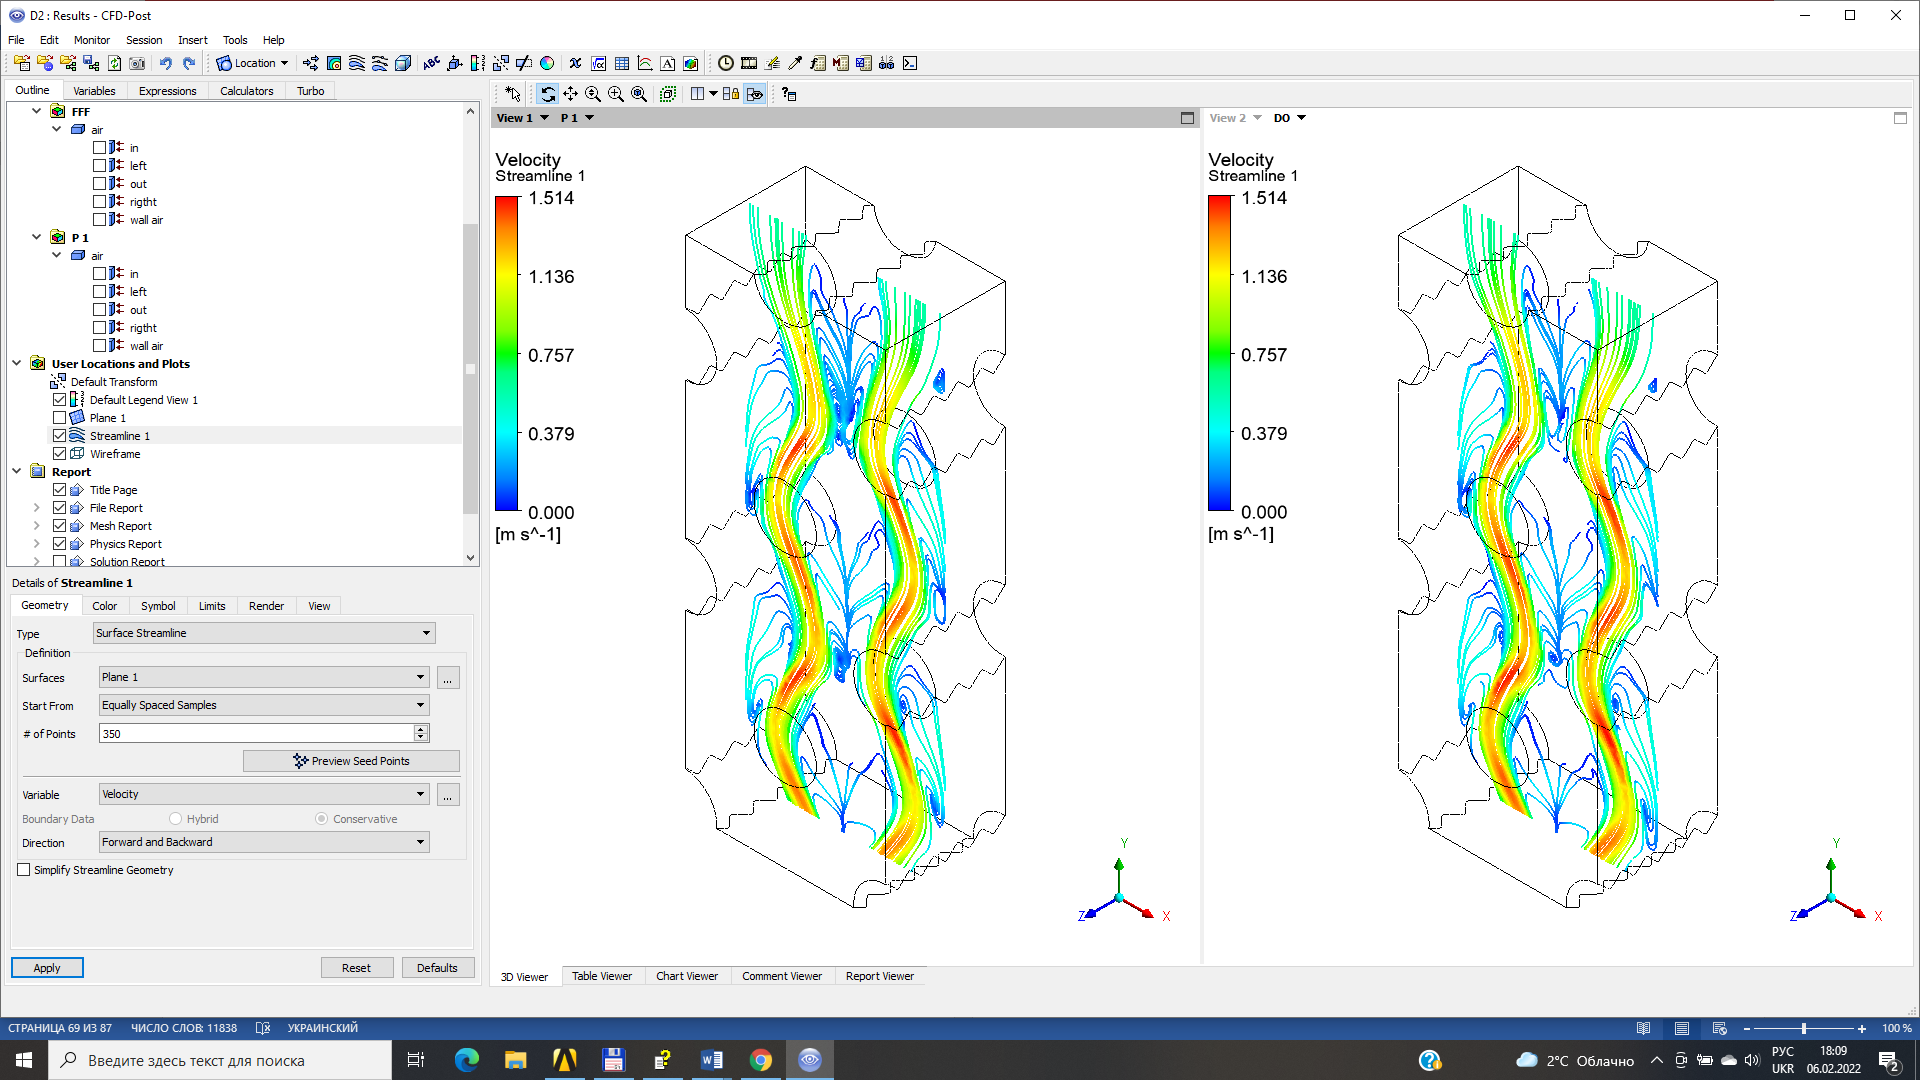 D2 : Results - CFD-Post
File Edit Monitor Session Insert Tools Help
Location
Outline Variables Expressions Calculators Turbo
FFF
air
in
left
out
rigtht
wall air
P 1
air
in
left
out
rigtht
wall air
User Locations and Plots
Default Transform
Default Legend View 1
Plane 1
Streamline 1
Wireframe
Report
Title Page
File Report
Mesh Report
Physics Report
Solution Report
Details of Streamline 1
Geometry Color Symbol Limits Render View
Type Surface Streamline
Definition
Surfaces Plane 1 ...
Start From Equally Spaced Samples
# of Points 350
Preview Seed Points
Variable Velocity ...
Boundary Data Hybrid Conservative
Direction Forward and Backward
Simplify Streamline Geometry
Apply Reset Defaults
View 1 P 1
Velocity
Streamline 1
1.514
1.136
0.757
0.379
0.000
[m s^-1]
Y
Z X
View 2 DO
Velocity
Streamline 1
1.514
1.136
0.757
0.379
0.000
[m s^-1]
Y
Z X
3D Viewer Table Viewer Chart Viewer Comment Viewer Report Viewer
СТРАНИЦА 69 ИЗ 87 ЧИСЛО СЛОВ: 11838 УКРАИНСКИЙ 100 %
Введите здесь текст для поиска
2°C Облачно
РУС
UKR
18:09
06.02.2022
2